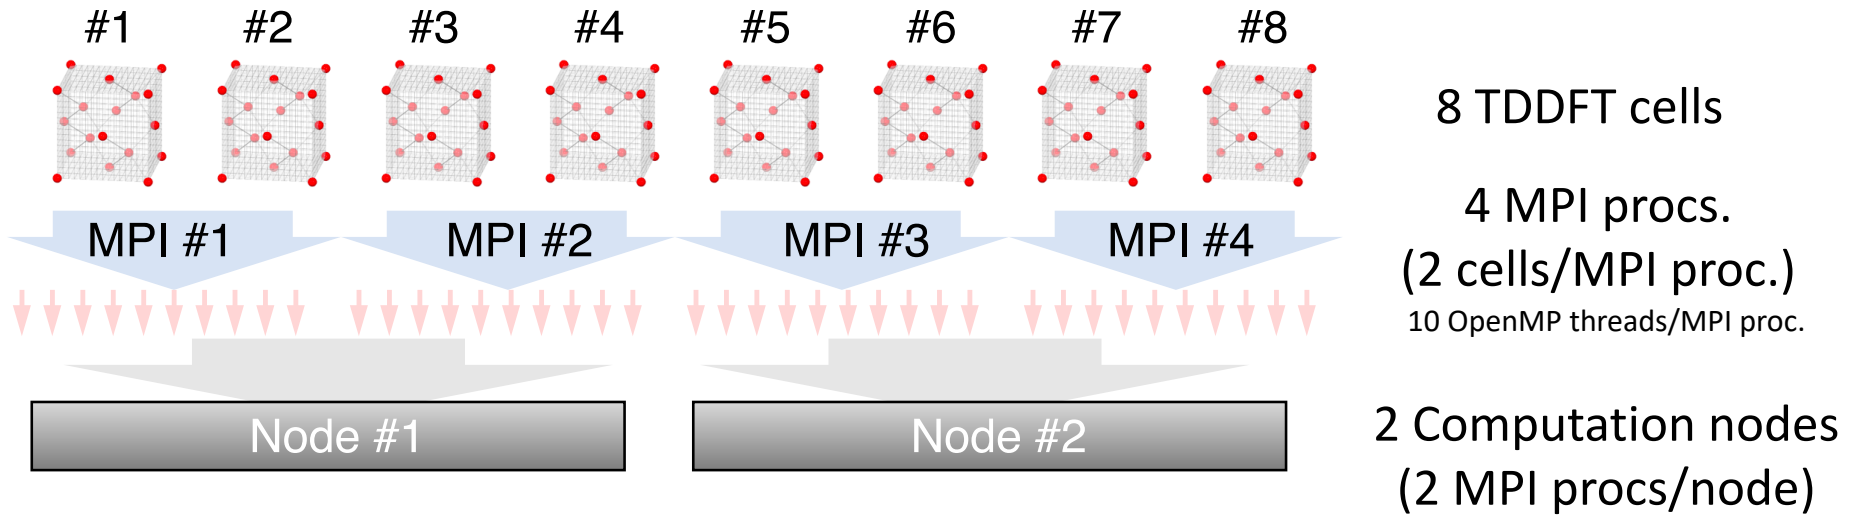 #1 #2 #3 #4 #5 #6 #7 #8
8 TDDFT cells
MPI #1 MPI #2 MPI #3 MPI #4
4 MPI procs.
(2 cells/MPI proc.)
10 OpenMP threads/MPI proc.
Node #1 Node #2
2 Computation nodes
(2 MPI procs/node)